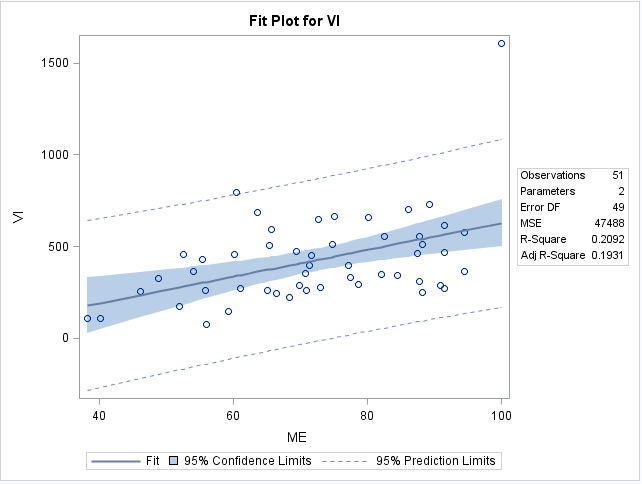 Fit Plot for VI
1500
1000
500
0
VI
40 60 80 100
ME
Observations 51
Parameters 2
Error DF 49
MSE 47488
R-Square 0.2092
Adj R-Square 0.1931
Fit 95% Confidence Limits 95% Prediction Limits